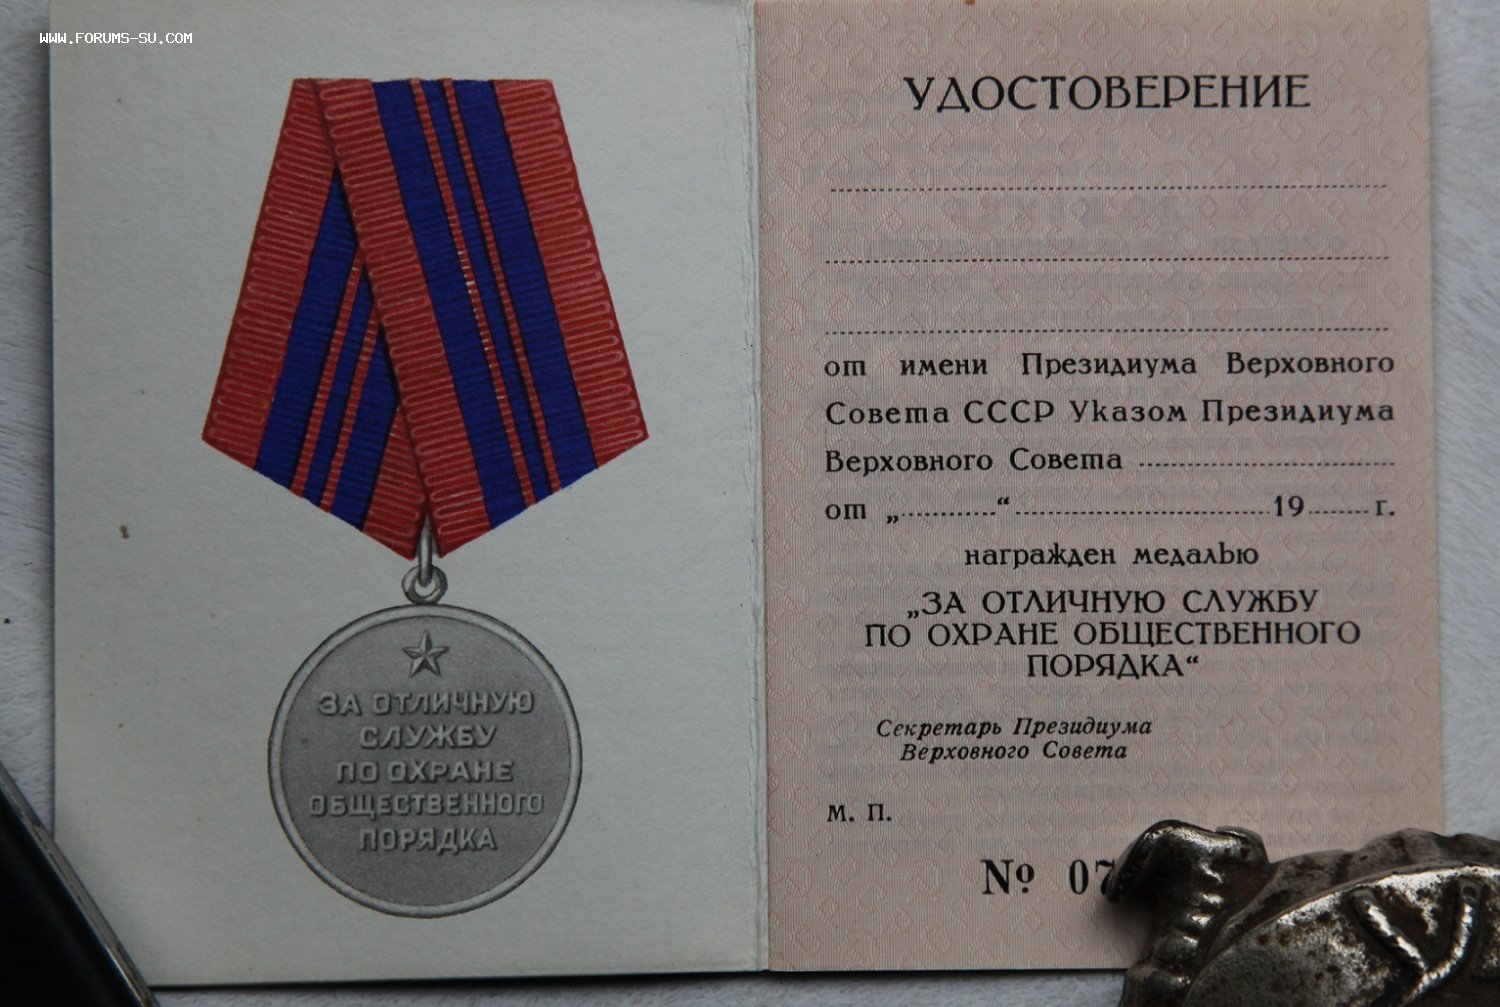 WWW.FORUMS-SU.COM
ЗА ОТЛИЧНУЮ
СЛУЖБУ
ПО ОХРАНЕ
ОБЩЕСТВЕННОГО
ПОРЯДКА
УДОСТОВЕРЕНИЕ
от имени Президиума Верховного
Совета СССР Указом Президиума
Верховного Совета
от „ “ 19 г.
награжден медалью
„ЗА ОТЛИЧНУЮ СЛУЖБУ
ПО ОХРАНЕ ОБЩЕСТВЕННОГО
ПОРЯДКА“
Секретарь Президиума
Верховного Совета
М. П.
№ 07